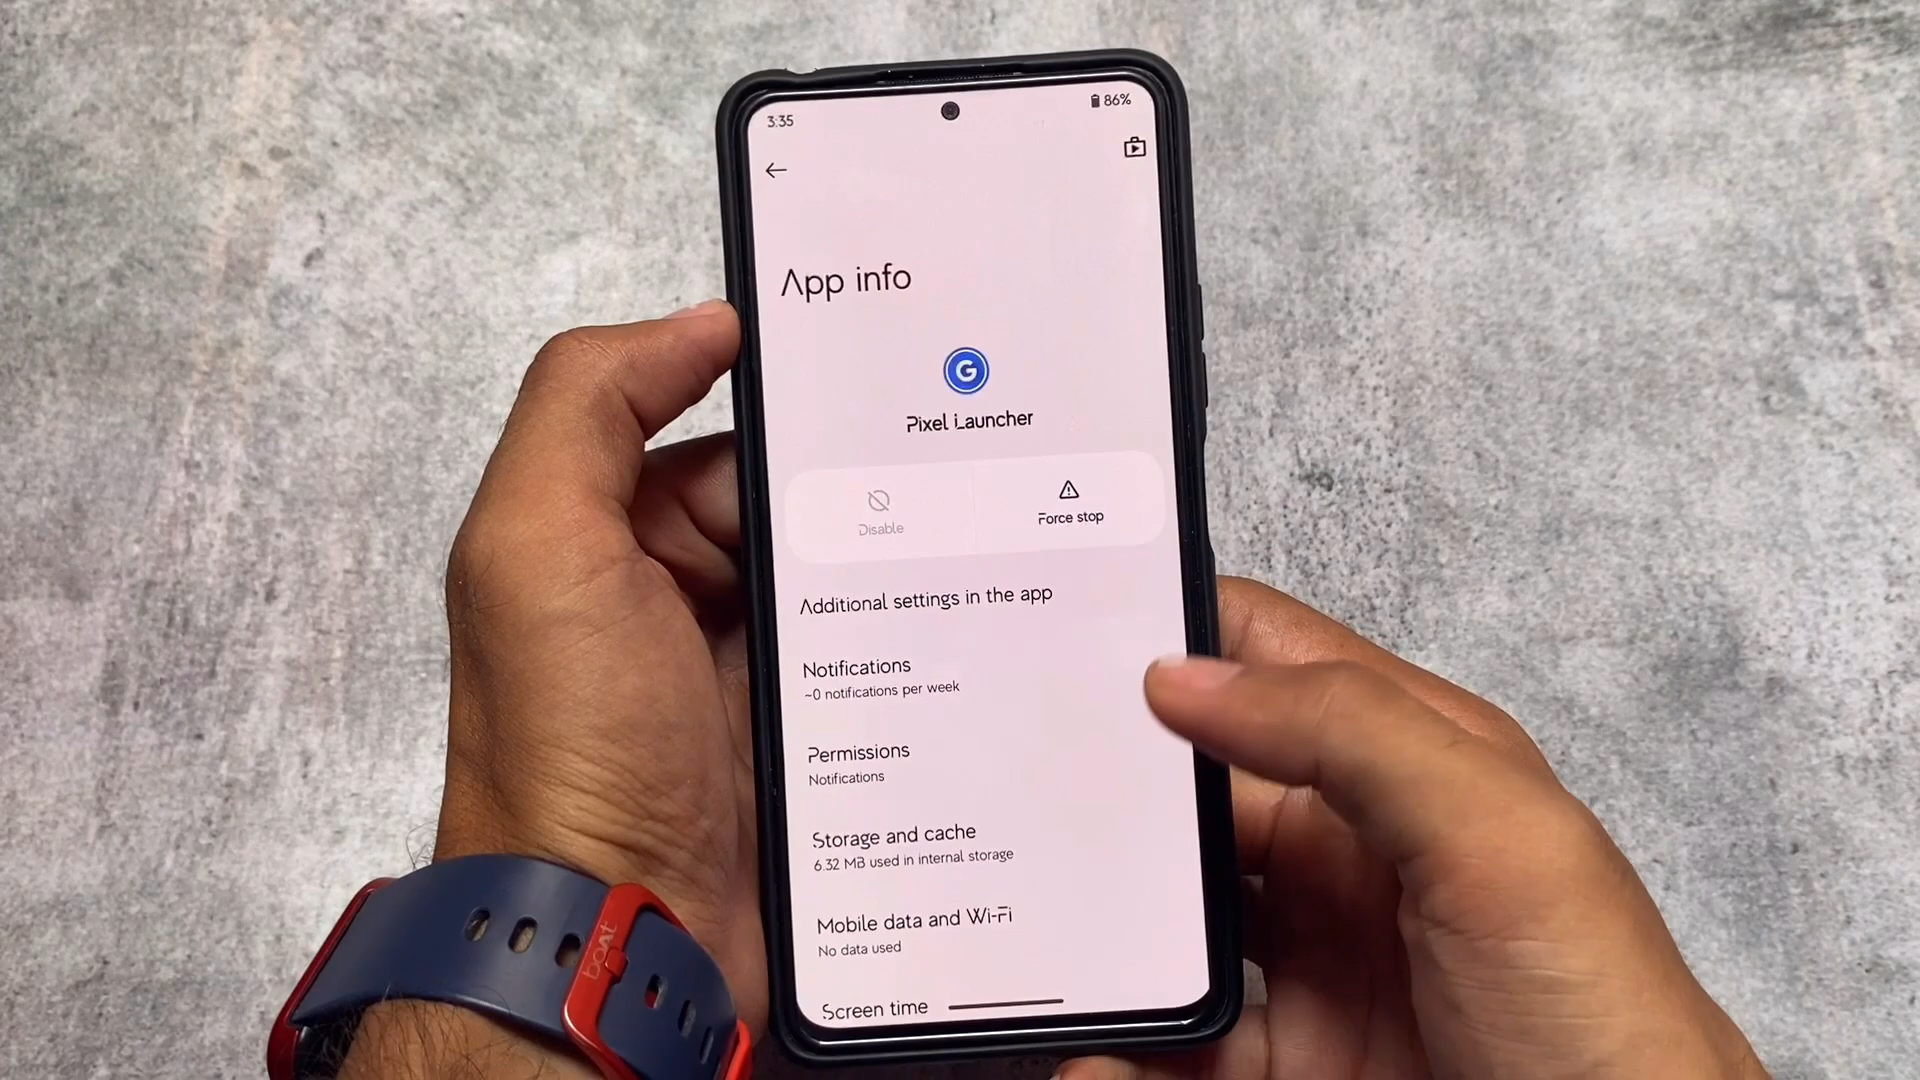 3:35
86%
App info
G
Pixel Launcher
Disable
Force stop
Additional settings in the app
Notifications
~0 notifications per week
Permissions
Notifications
Storage and cache
6.32 MB used in internal storage
Mobile data and Wi-Fi
No data used
Screen time
boAt